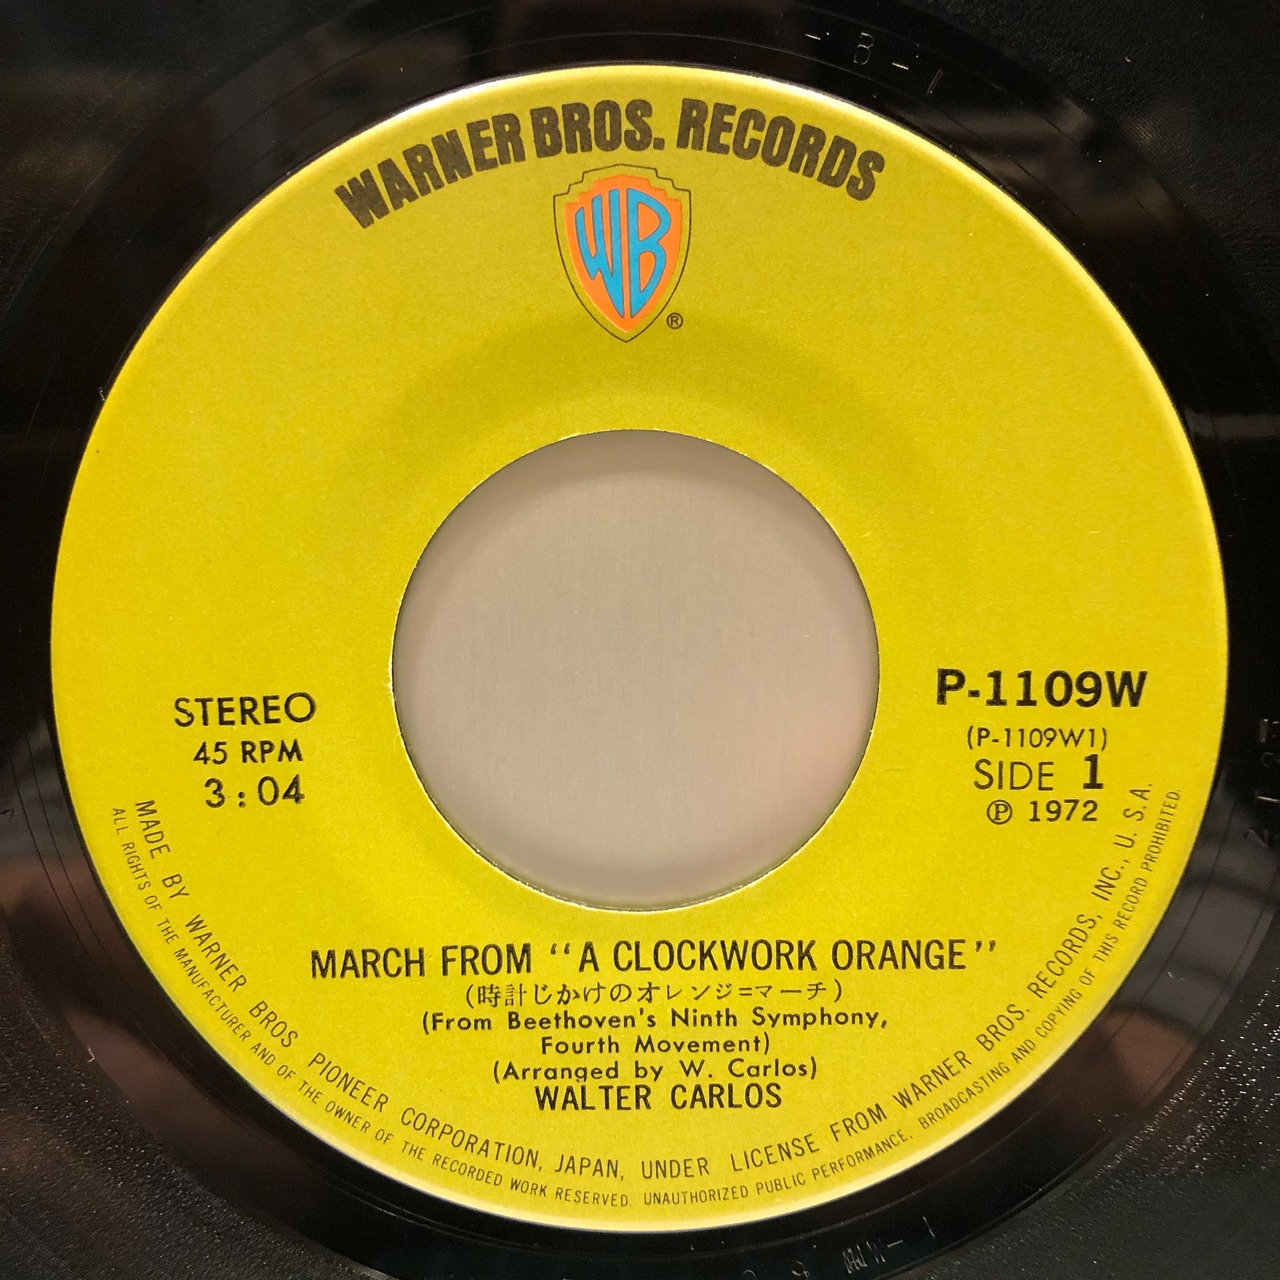 WARNER BROS. RECORDS
WB
®
STEREO
45 RPM
3:04
P-1109W
(P-1109W1)
SIDE 1
Ⓟ 1972
MARCH FROM “A CLOCKWORK ORANGE”
(時計じかけのオレンジ=マーチ)
(From Beethoven's Ninth Symphony,
Fourth Movement)
(Arranged by W. Carlos)
WALTER CARLOS
MADE BY WARNER BROS PIONEER CORPORATION, JAPAN, UNDER LICENSE FROM WARNER BROS. RECORDS, INC., U. S. A.
ALL RIGHTS OF THE MANUFACTURER AND OF THE OWNER OF THE RECORDED WORK RESERVED. UNAUTHORIZED PUBLIC PERFORMANCE, BROADCASTING AND COPYING OF THIS RECORD PROHIBITED.